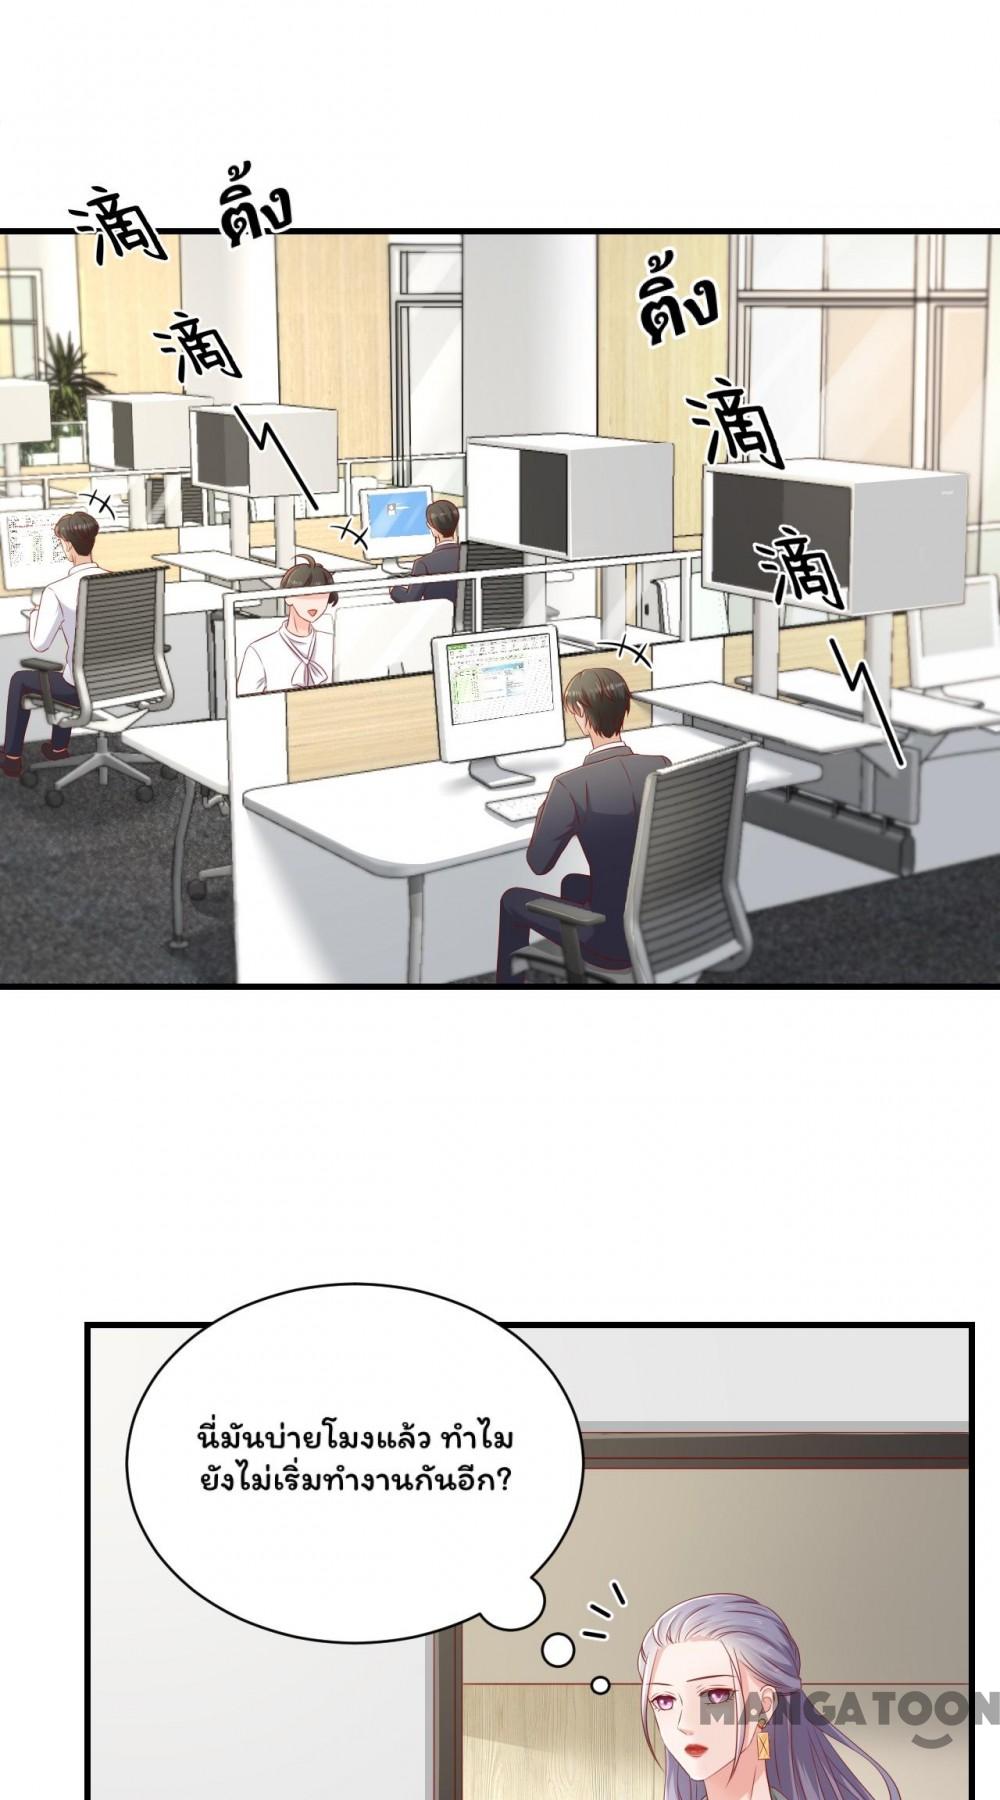 滴 ติ้ง
滴
ติ้ง
滴
滴
นี่มันบ่ายโมงแล้ว ทำไม
ยังไม่เริ่มทำงานกันอีก?
MANGATOON